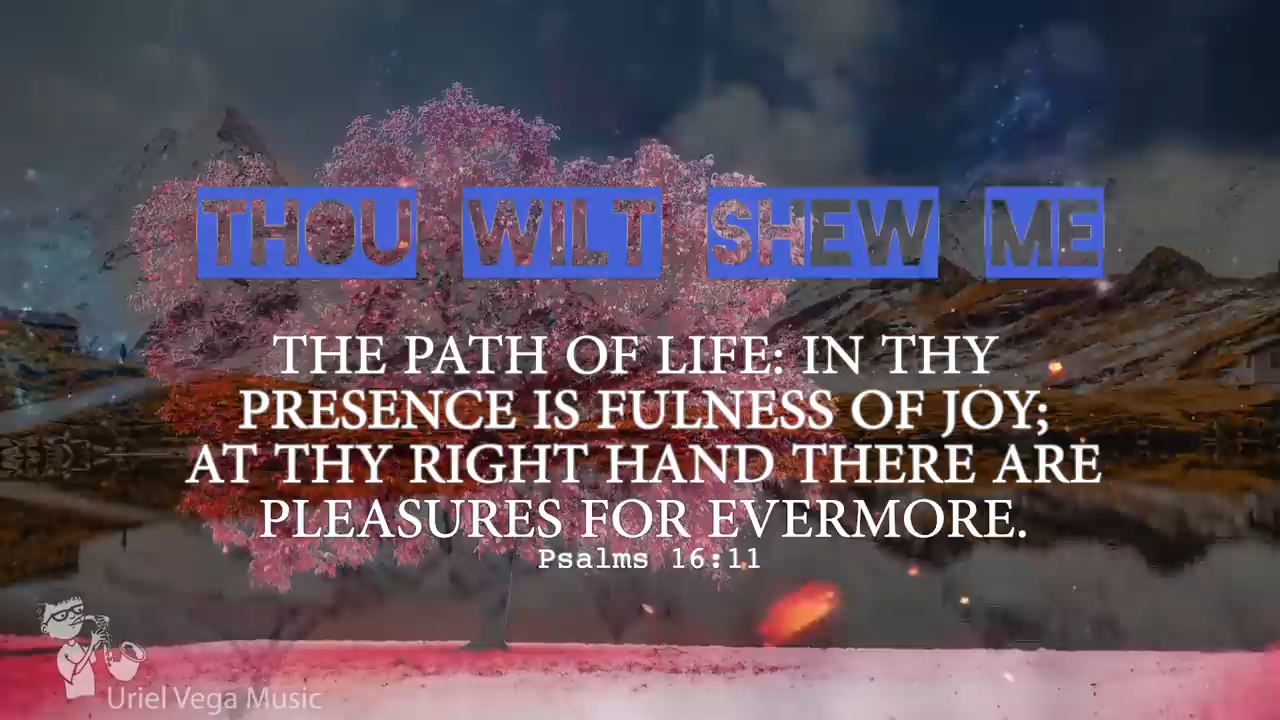 THOU WILT SHEW ME
THE PATH OF LIFE: IN THY
PRESENCE IS FULNESS OF JOY;
AT THY RIGHT HAND THERE ARE
PLEASURES FOR EVERMORE.
Psalms 16:11
Uriel Vega Music